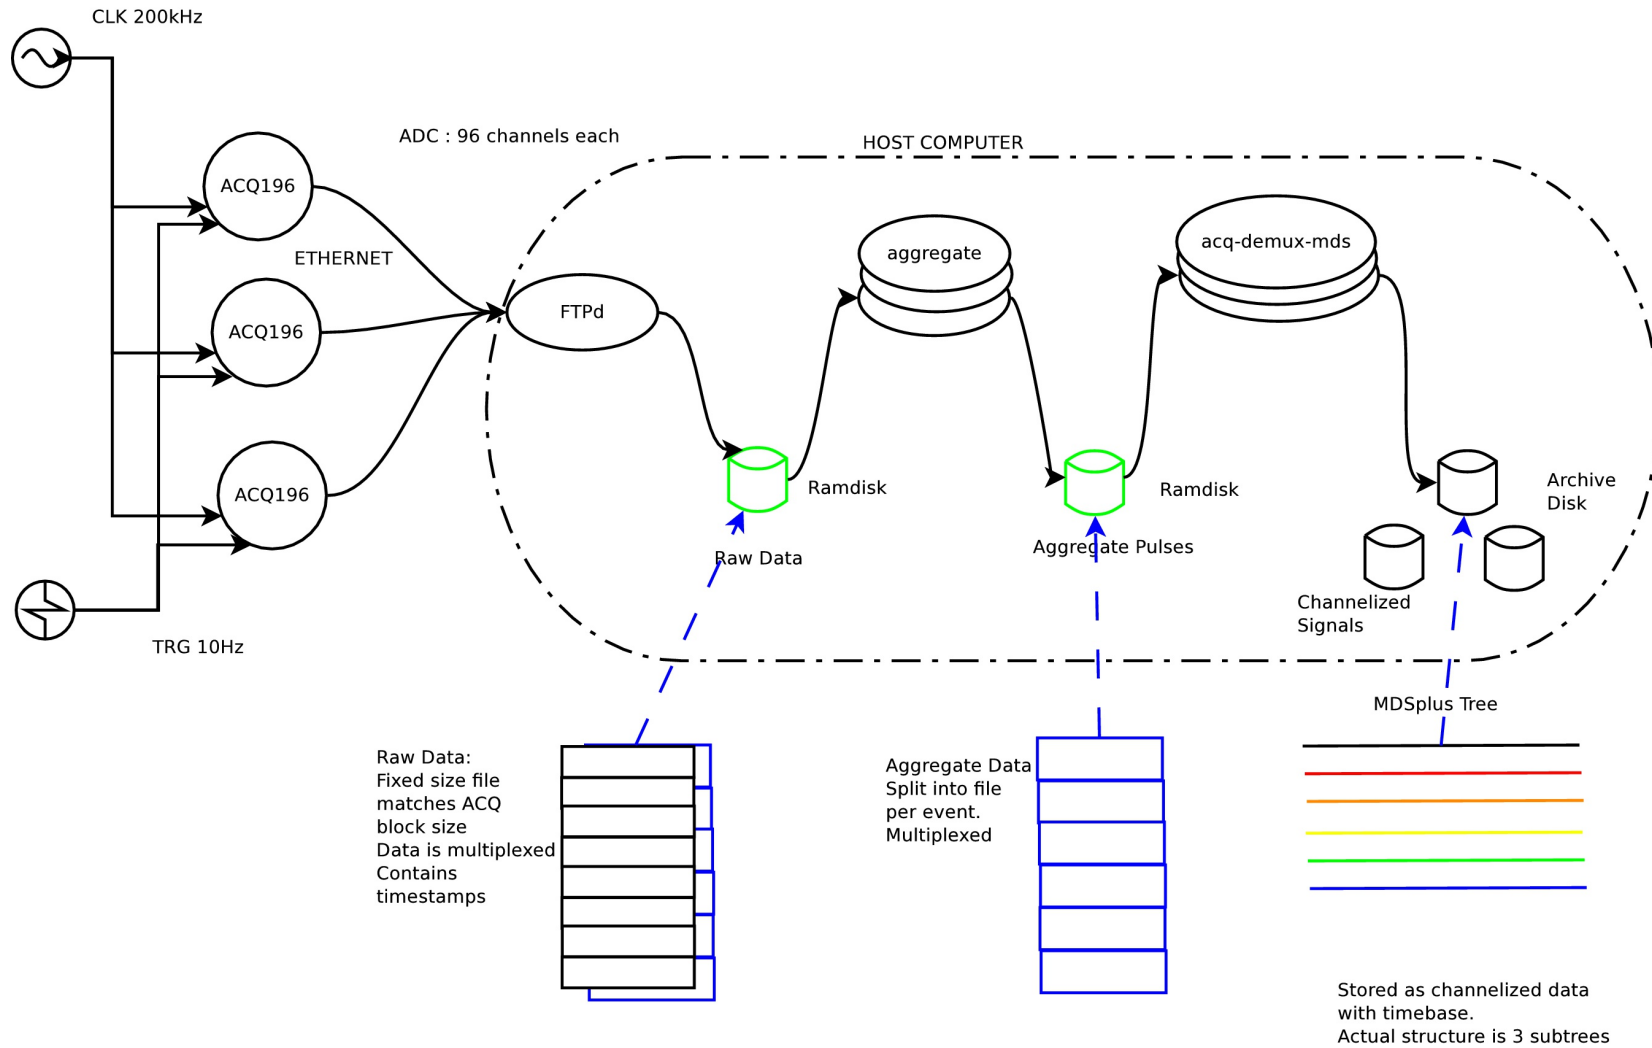 CLK 200kHz
ADC : 96 channels each
HOST COMPUTER
ACQ196
ETHERNET
ACQ196
ACQ196
TRG 10Hz
FTPd
aggregate
acq-demux-mds
Ramdisk
Raw Data
Ramdisk
Aggregate Pulses
Archive
Disk
Channelized
Signals
MDSplus Tree
Raw Data:
Fixed size file
matches ACQ
block size
Data is multiplexed
Contains
timestamps
Aggregate Data
Split into file
per event.
Multiplexed
Stored as channelized data
with timebase.
Actual structure is 3 subtrees